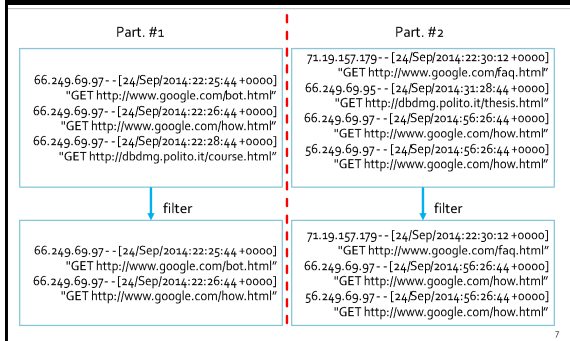 Part. #1
66.249.69.97 - - [24/Sep/2014:22:25:44 +0000]
"GET http://www.google.com/bot.html”
66.249.69.97 - - [24/Sep/2014:22:26:44 +0000]
"GET http://www.google.com/how.html”
66.249.69.97 - - [24/Sep/2014:22:28:44 +0000]
"GET http://dbdmg.polito.it/course.html”
filter
66.249.69.97 - - [24/Sep/2014:22:25:44 +0000]
"GET http://www.google.com/bot.html”
66.249.69.97 - - [24/Sep/2014:22:26:44 +0000]
"GET http://www.google.com/how.html”
Part. #2
71.19.157.179 - - [24/Sep/2014:22:30:12 +0000]
"GET http://www.google.com/faq.html”
66.249.69.95 - - [24/Sep/2014:31:28:44 +0000]
"GET http://dbdmg.polito.it/thesis.html”
66.249.69.97 - - [24/Sep/2014:56:26:44 +0000]
"GET http://www.google.com/how.html”
56.249.69.97 - - [24/Sep/2014:56:26:44 +0000]
"GET http://www.google.com/how.html”
filter
71.19.157.179 - - [24/Sep/2014:22:30:12 +0000]
"GET http://www.google.com/faq.html”
66.249.69.97 - - [24/Sep/2014:56:26:44 +0000]
"GET http://www.google.com/how.html”
56.249.69.97 - - [24/Sep/2014:56:26:44 +0000]
"GET http://www.google.com/how.html”
7